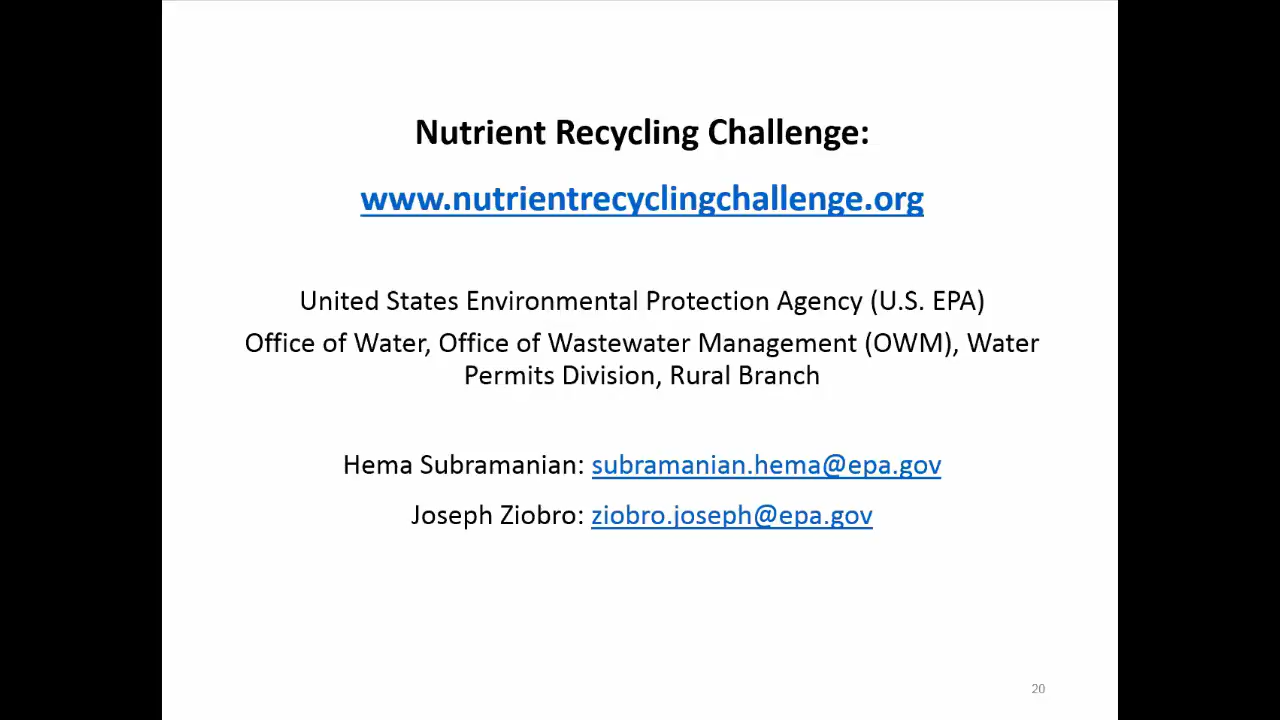 Nutrient Recycling Challenge:
www.nutrientrecyclingchallenge.org
United States Environmental Protection Agency (U.S. EPA)
Office of Water, Office of Wastewater Management (OWM), Water
Permits Division, Rural Branch
Hema Subramanian: subramanian.hema@epa.gov
Joseph Ziobro: ziobro.joseph@epa.gov
20